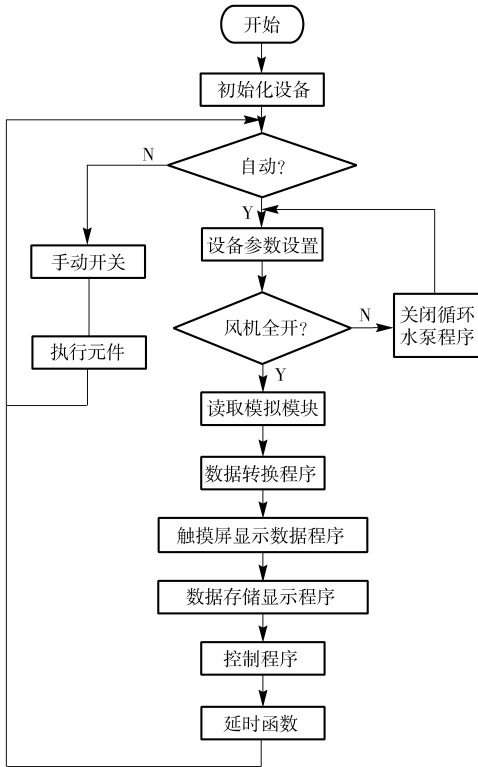 开始
初始化设备
自动?
N
Y
手动开关
设备参数设置
执行元件
风机全开?
N
关闭循环
水泵程序
Y
读取模拟模块
数据转换程序
触摸屏显示数据程序
数据存储显示程序
控制程序
延时函数